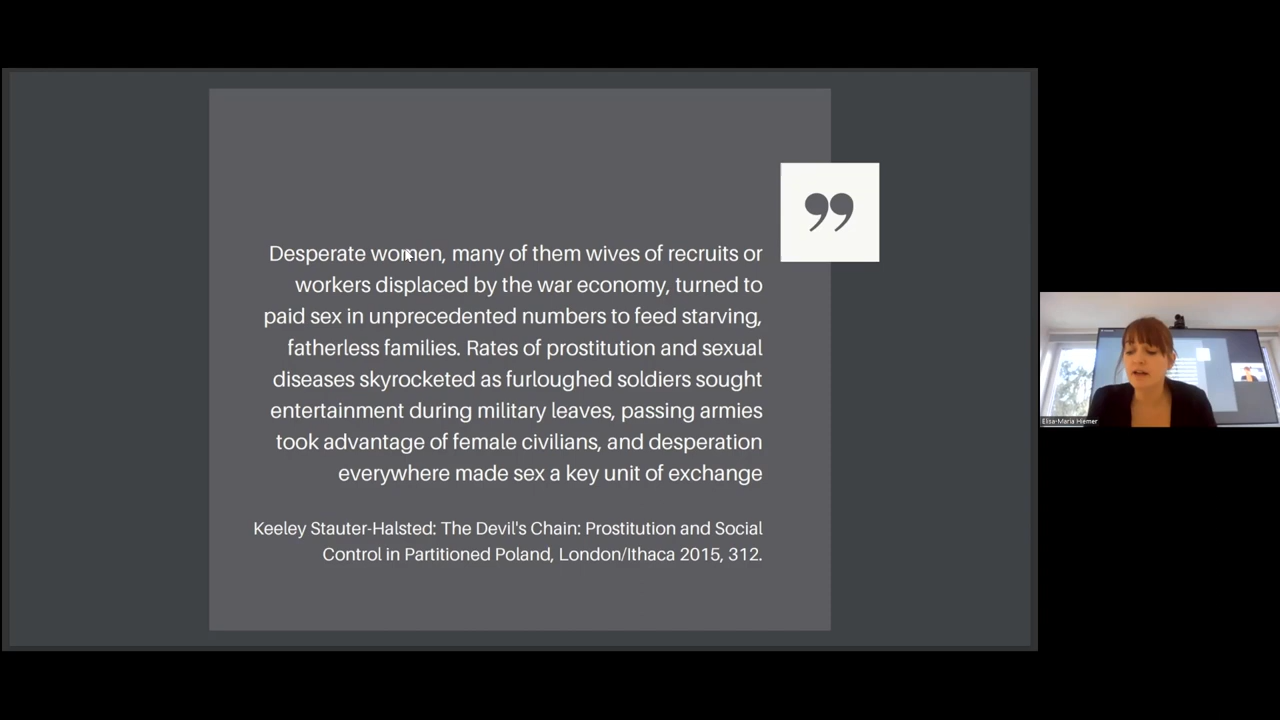 ”
Desperate women, many of them wives of recruits or
workers displaced by the war economy, turned to
paid sex in unprecedented numbers to feed starving,
fatherless families. Rates of prostitution and sexual
diseases skyrocketed as furloughed soldiers sought
entertainment during military leaves, passing armies
took advantage of female civilians, and desperation
everywhere made sex a key unit of exchange
Keeley Stauter-Halsted: The Devil's Chain: Prostitution and Social
Control in Partitioned Poland, London/Ithaca 2015, 312.
Elisa-Maria Hiemer